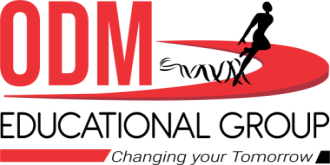 ODM
EDUCATIONAL GROUP
Changing your Tomorrow